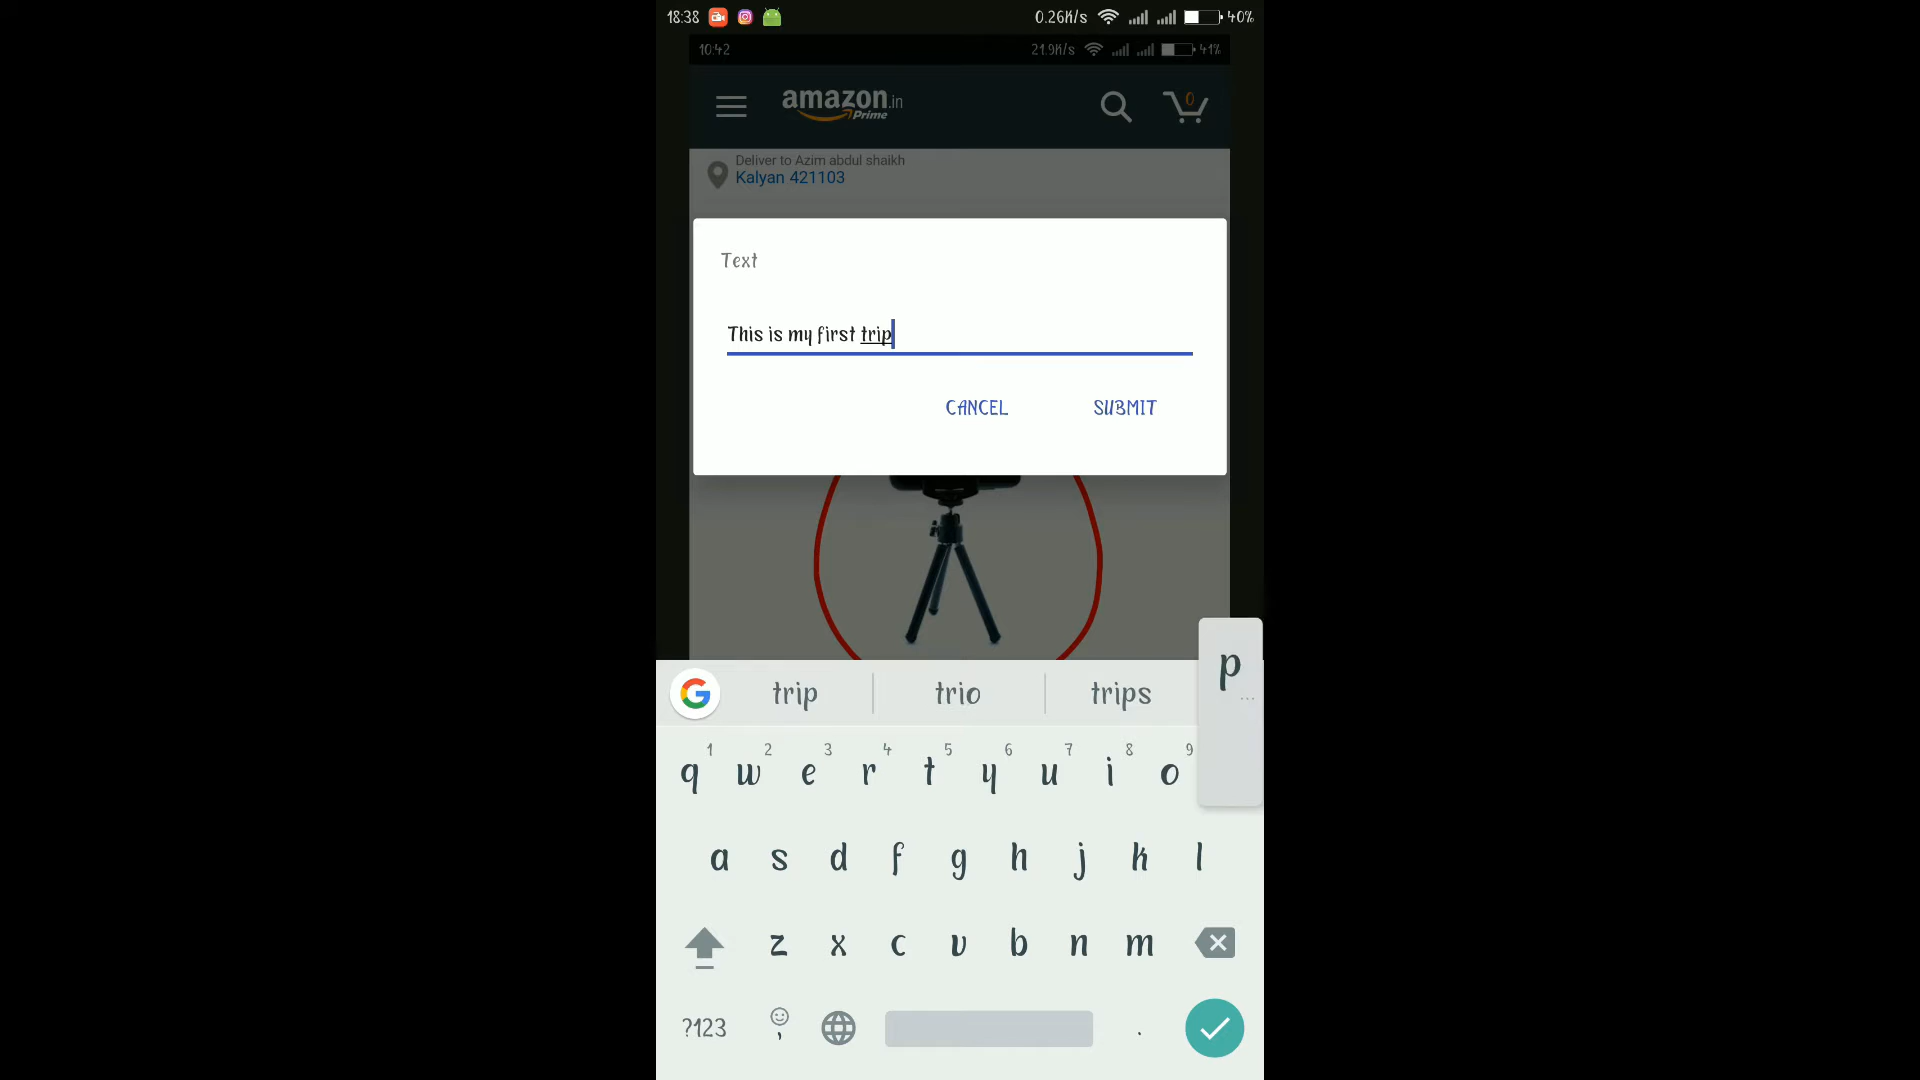 18:38 0.26K/s 40%
10:42 21.9K/s 41%
amazon.in
Prime
0
Deliver to Azim abdul shaikh
Kalyan 421103
Text
This is my first trip
CANCEL SUBMIT
p
...
G trip trio trips
1 2 3 4 5 6 7 8 9
q w e r t y u i o
a s d f g h j k l
z x c v b n m
?123 , .